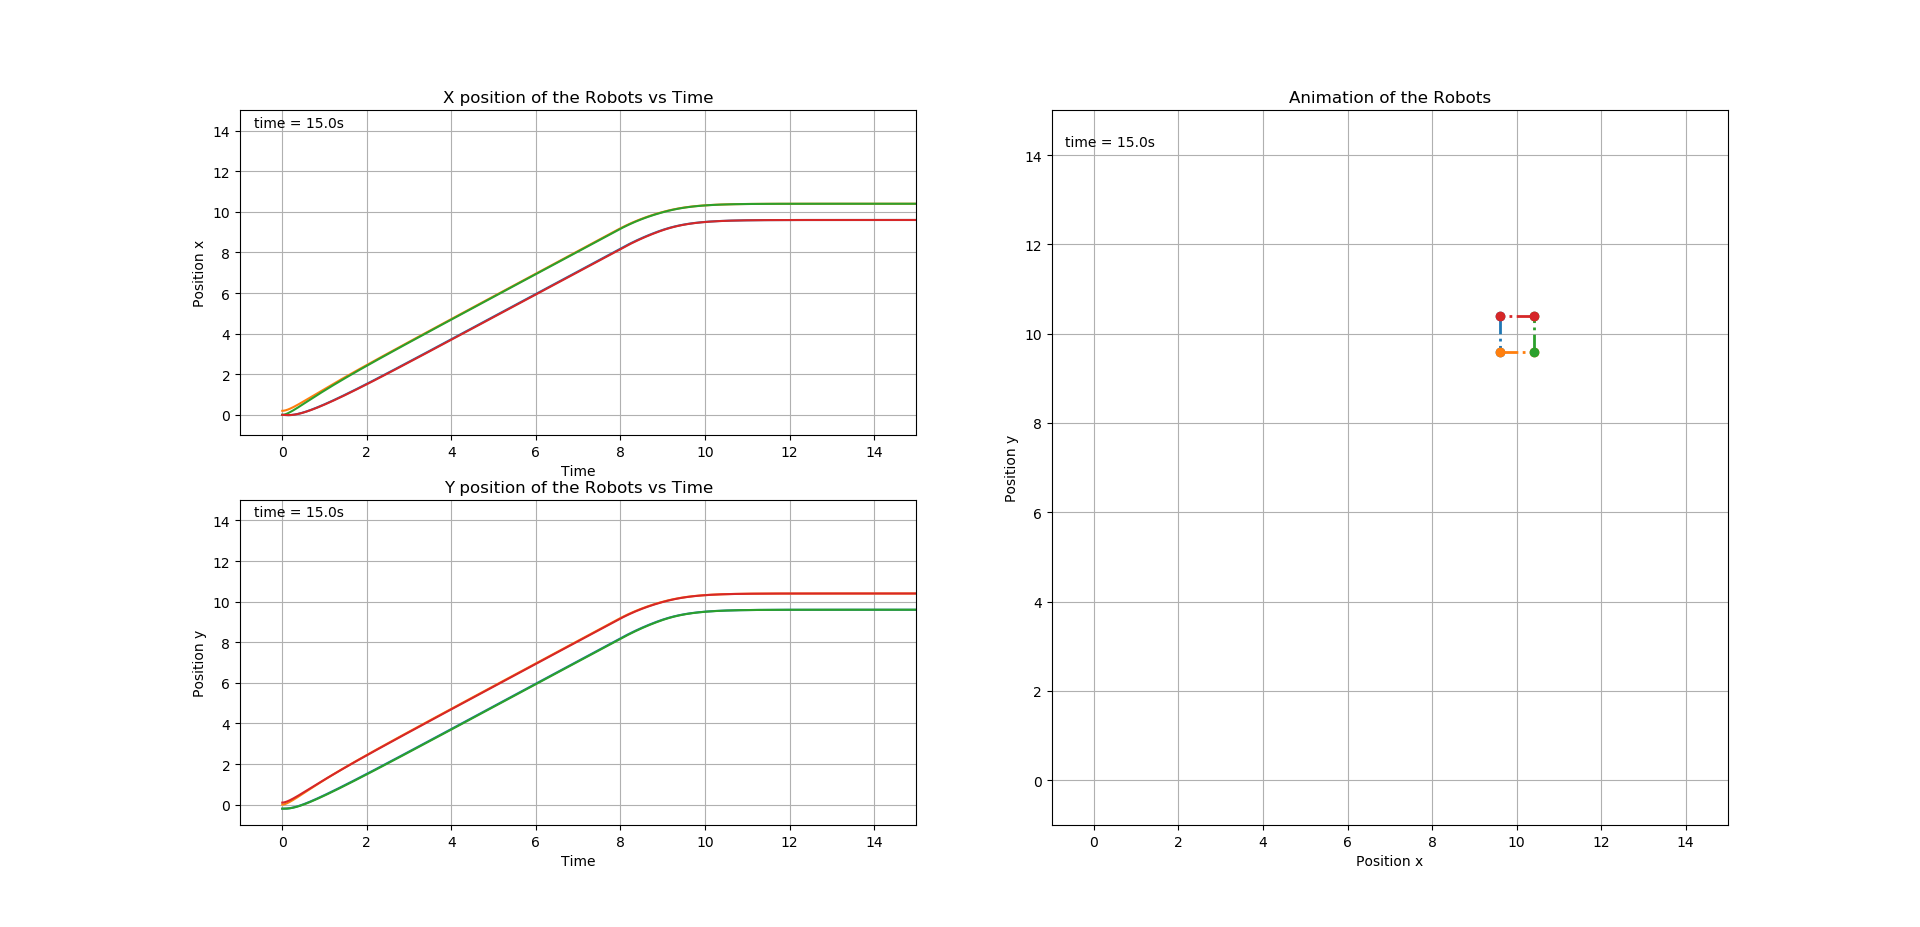 X position of the Robots vs Time
time = 15.0s
14
12
10
8
6
4
2
0
Position x
0 2 4 6 8 10 12 14
Time
Y position of the Robots vs Time
time = 15.0s
14
12
10
8
6
4
2
0
Position y
0 2 4 6 8 10 12 14
Time
Animation of the Robots
time = 15.0s
14
12
10
8
6
4
2
0
Position y
0 2 4 6 8 10 12 14
Position x